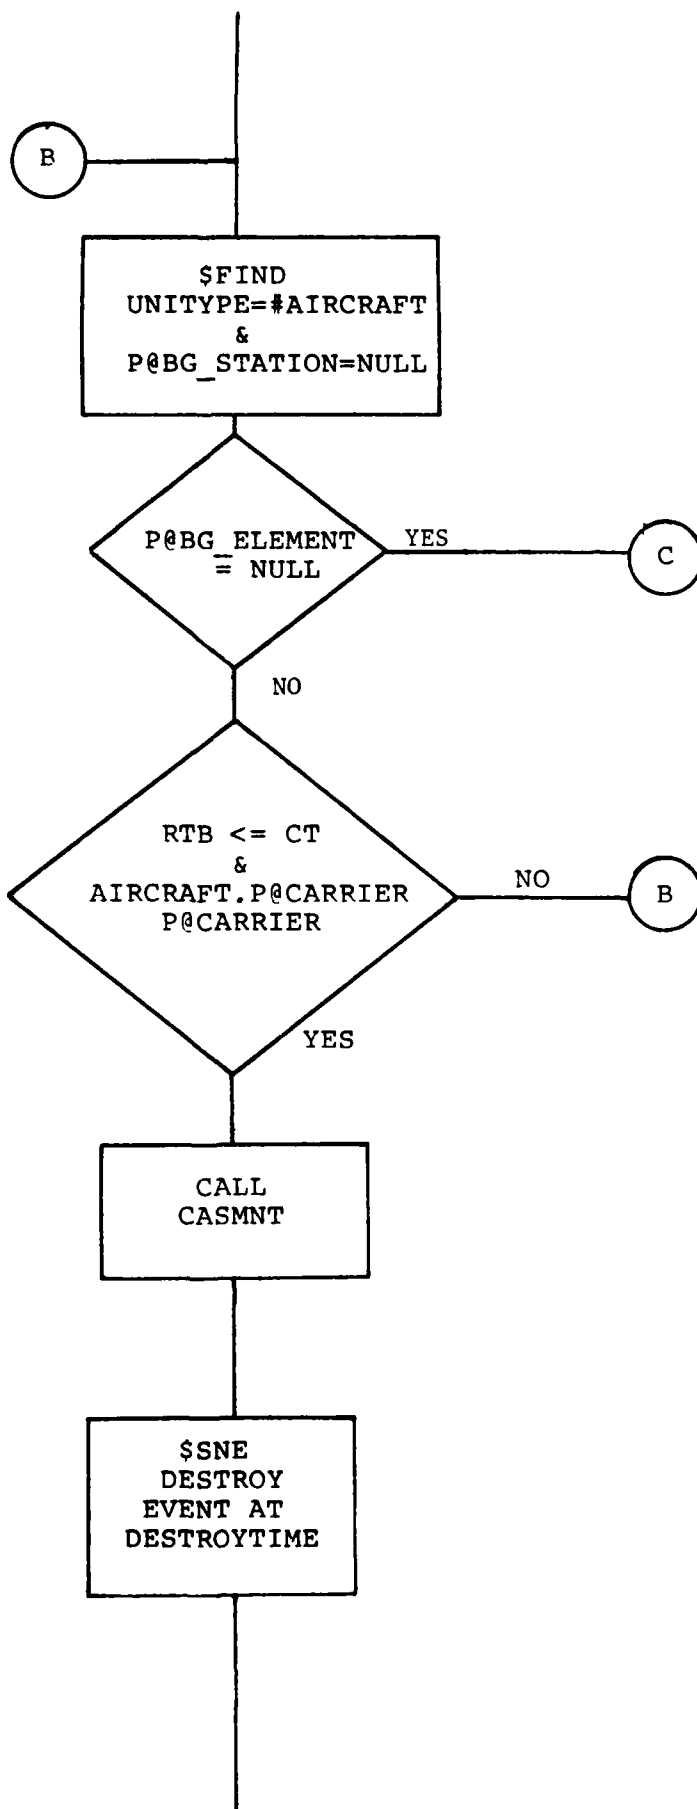 B
$FIND
UNITYPE=#AIRCRAFT
&
P@BG_STATION=NULL
P@BG_ELEMENT
= NULL
YES
C
NO
RTB <= CT
&
AIRCRAFT.P@CARRIER
P@CARRIER
NO
B
YES
CALL
CASMNT
$SNE
DESTROY
EVENT AT
DESTROYTIME